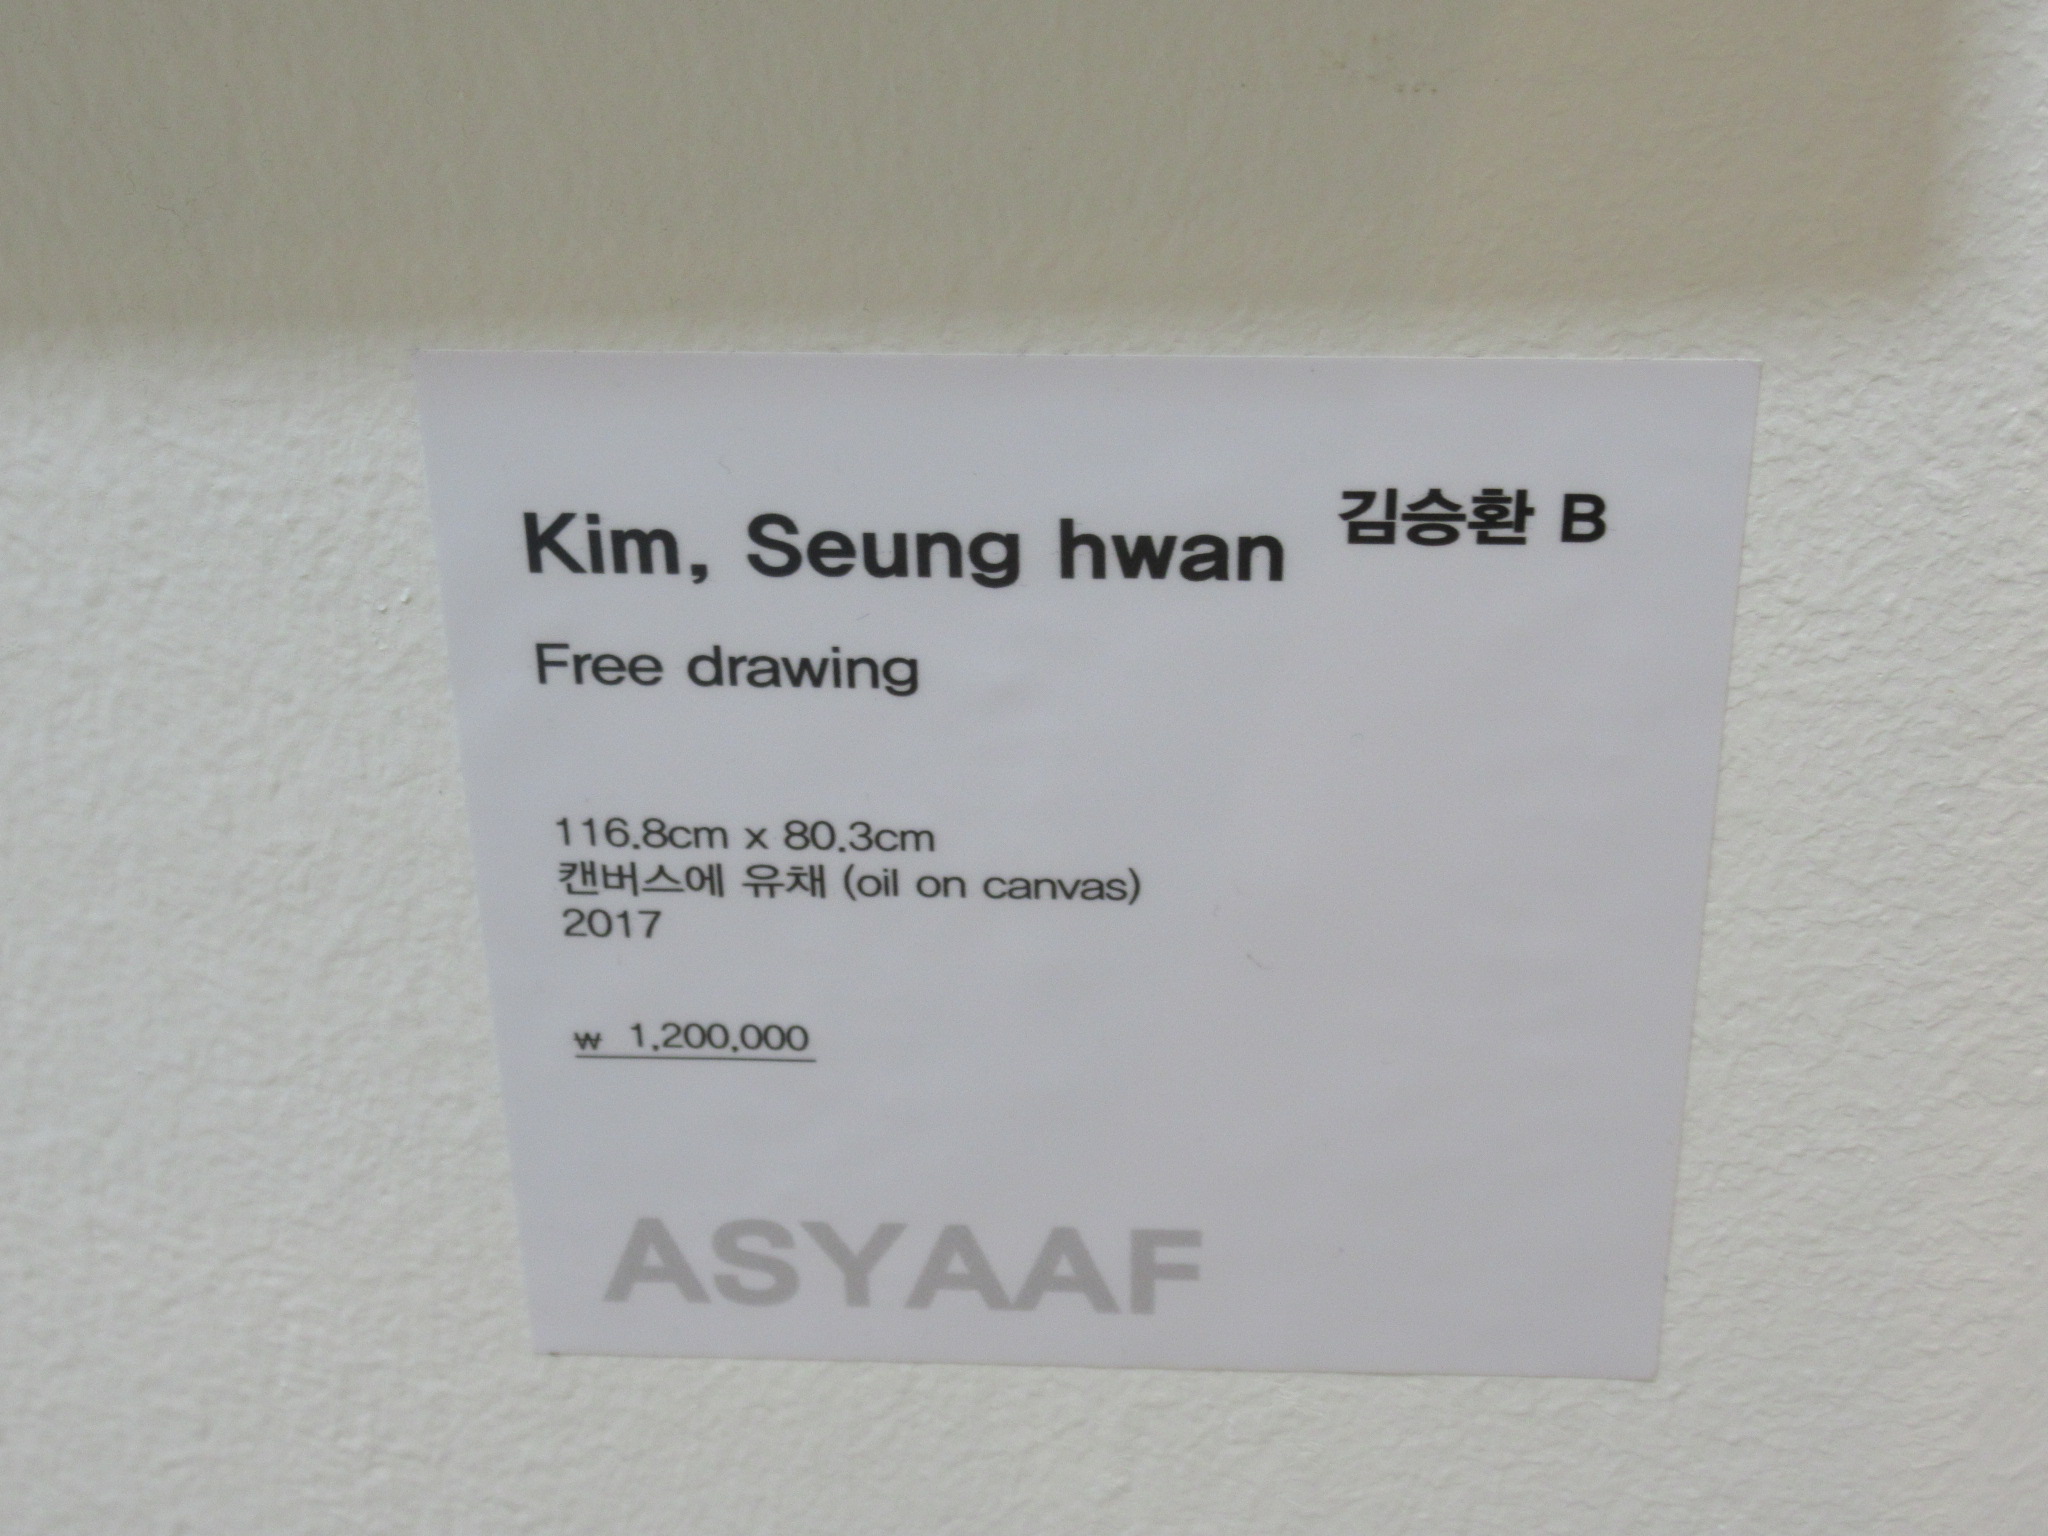 Kim, Seung hwan 김승환 B
Free drawing
116.8cm x 80.3cm
캔버스에 유채 (oil on canvas)
2017
₩ 1,200,000
ASYAAF